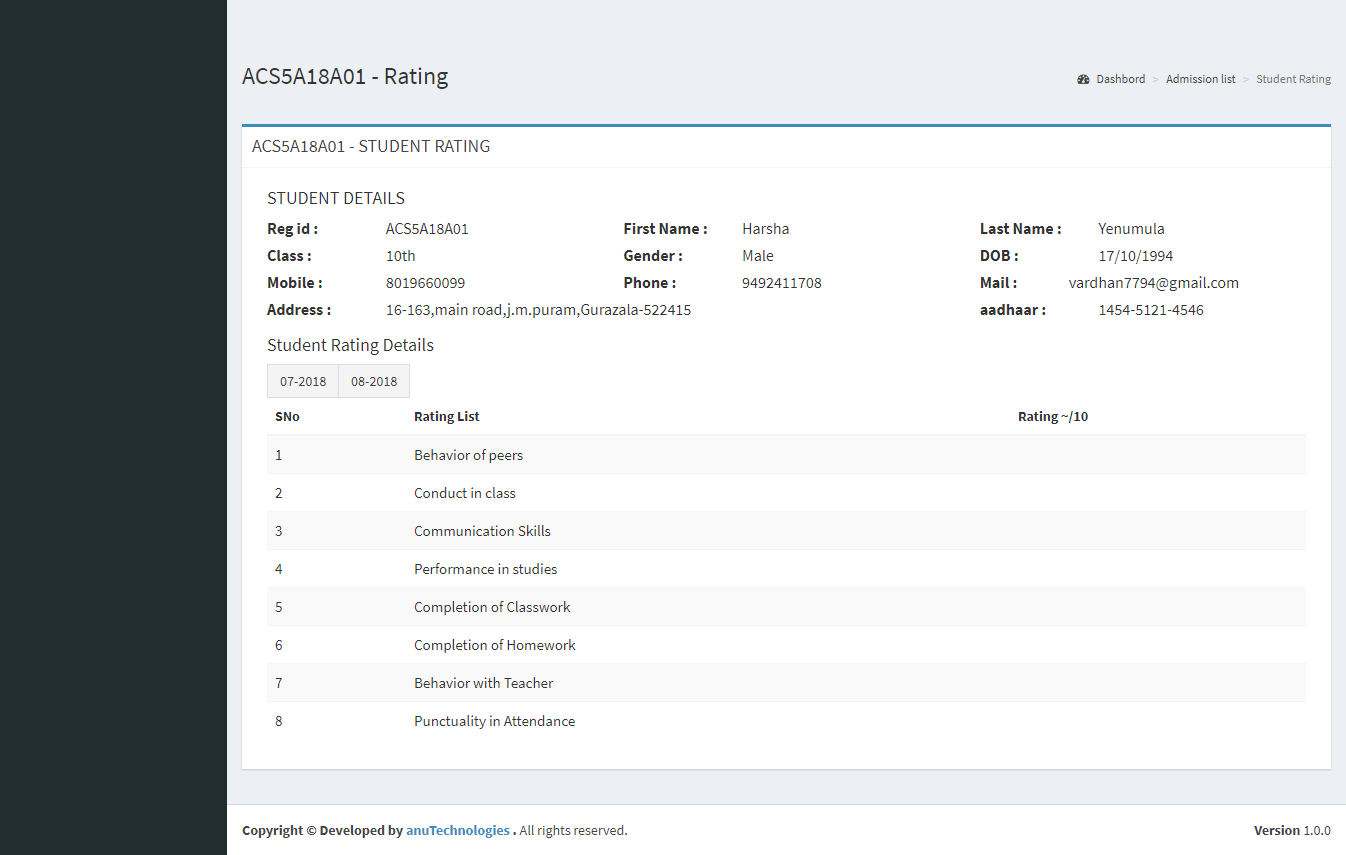 ACS5A18A01 - Rating
Dashbord > Admission list > Student Rating
ACS5A18A01 - STUDENT RATING
STUDENT DETAILS
Reg id : ACS5A18A01 First Name : Harsha Last Name : Yenumula
Class : 10th Gender : Male DOB : 17/10/1994
Mobile : 8019660099 Phone : 9492411708 Mail : vardhan7794@gmail.com
Address : 16-163,main road,j.m.puram,Gurazala-522415 aadhaar : 1454-5121-4546
Student Rating Details
07-2018 08-2018
SNo Rating List Rating ~/10
1 Behavior of peers
2 Conduct in class
3 Communication Skills
4 Performance in studies
5 Completion of Classwork
6 Completion of Homework
7 Behavior with Teacher
8 Punctuality in Attendance
Copyright © Developed by anuTechnologies . All rights reserved. Version 1.0.0